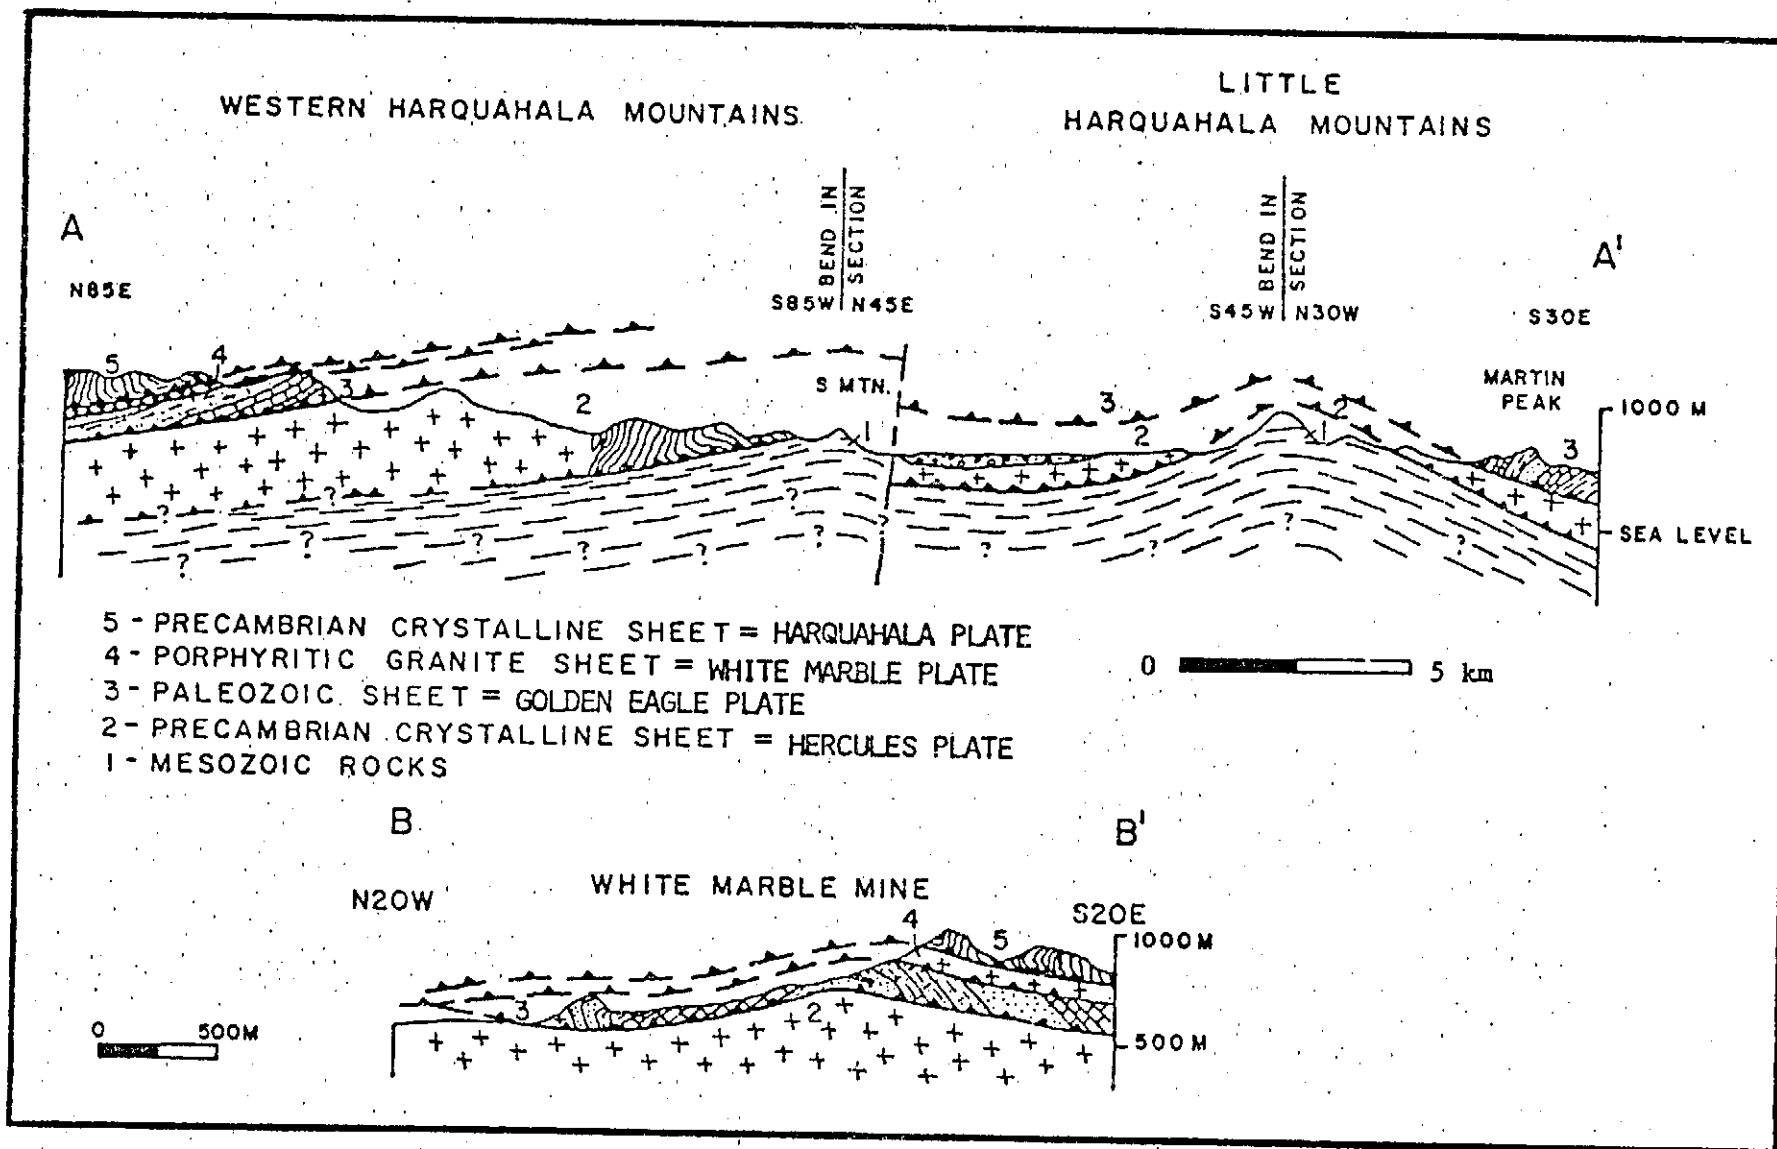 WESTERN HARQUAHALA MOUNTAINS
LITTLE
HARQUAHALA MOUNTAINS
A
N85E
BEND IN
SECTION
S85W N45E
BEND IN
SECTION
S45W N30W
A'
S30E
5
4
3
2
S MTN.
1
3
2
2
1
MARTIN
PEAK
3
1000 M
SEA LEVEL
? ? ? ? ? ? ? ? ? ? ? ? ?
5 - PRECAMBRIAN CRYSTALLINE SHEET = HARQUAHALA PLATE
4 - PORPHYRITIC GRANITE SHEET = WHITE MARBLE PLATE
3 - PALEOZOIC SHEET = GOLDEN EAGLE PLATE
2 - PRECAMBRIAN CRYSTALLINE SHEET = HERCULES PLATE
1 - MESOZOIC ROCKS
0 5 km
B
B'
N20W
WHITE MARBLE MINE
S20E
4
5
3
2
1000 M
500 M
0 500M